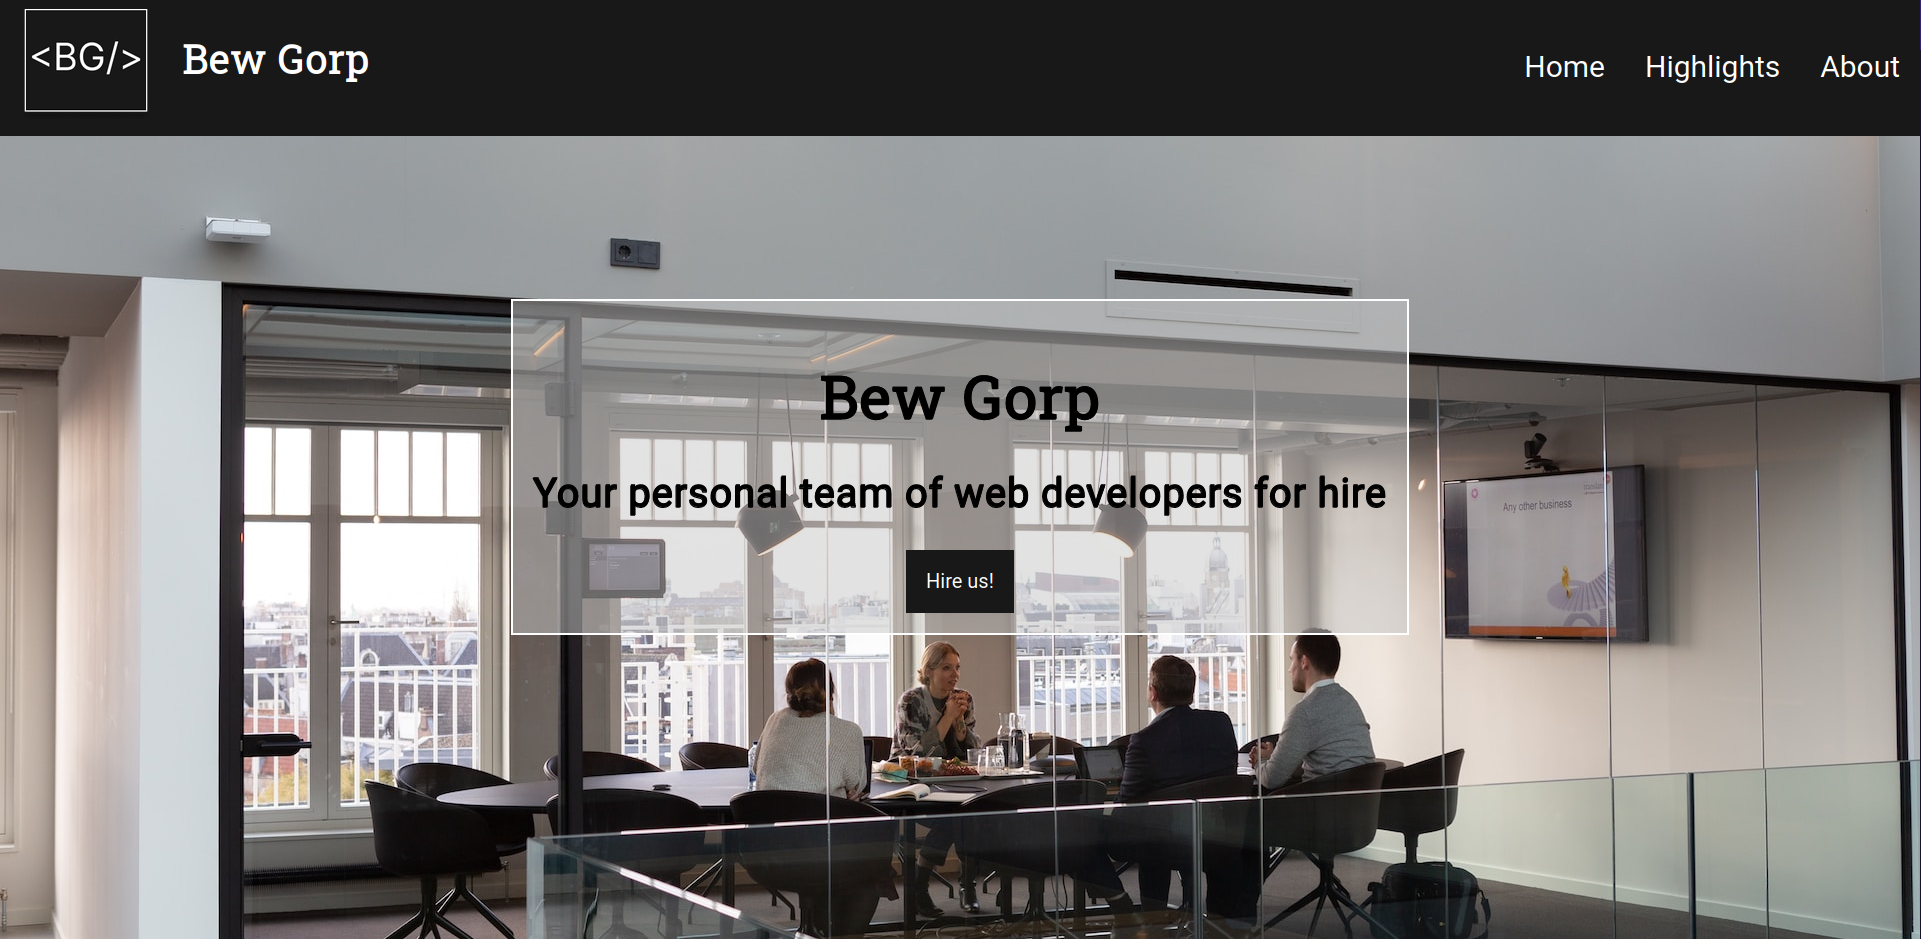 <BG/>
Bew Gorp
Home Highlights About
Bew Gorp
Your personal team of web developers for hire
Hire us!
Any other business